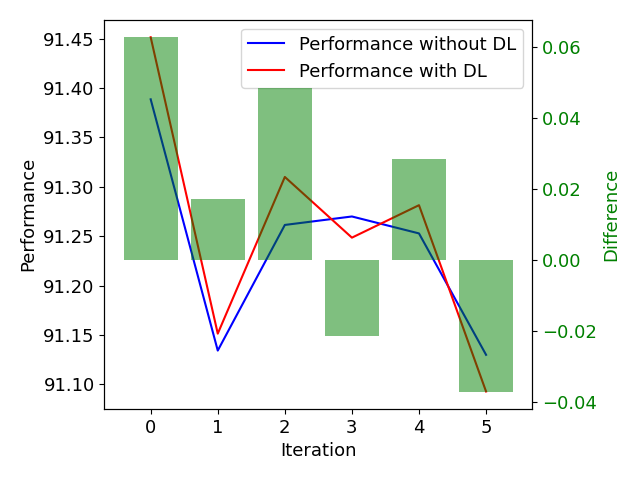 Performance without DL
Performance with DL
91.45
91.40
91.35
91.30
91.25
91.20
91.15
91.10
Performance
0.06
0.04
0.02
0.00
−0.02
−0.04
Difference
0 1 2 3 4 5
Iteration